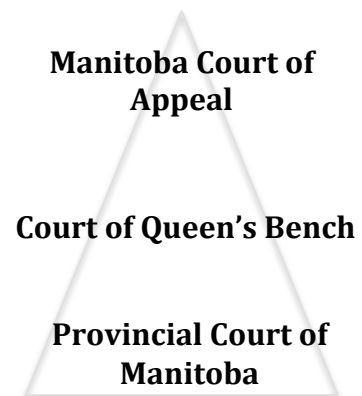 Manitoba Court of
Appeal
Court of Queen’s Bench
Provincial Court of
Manitoba